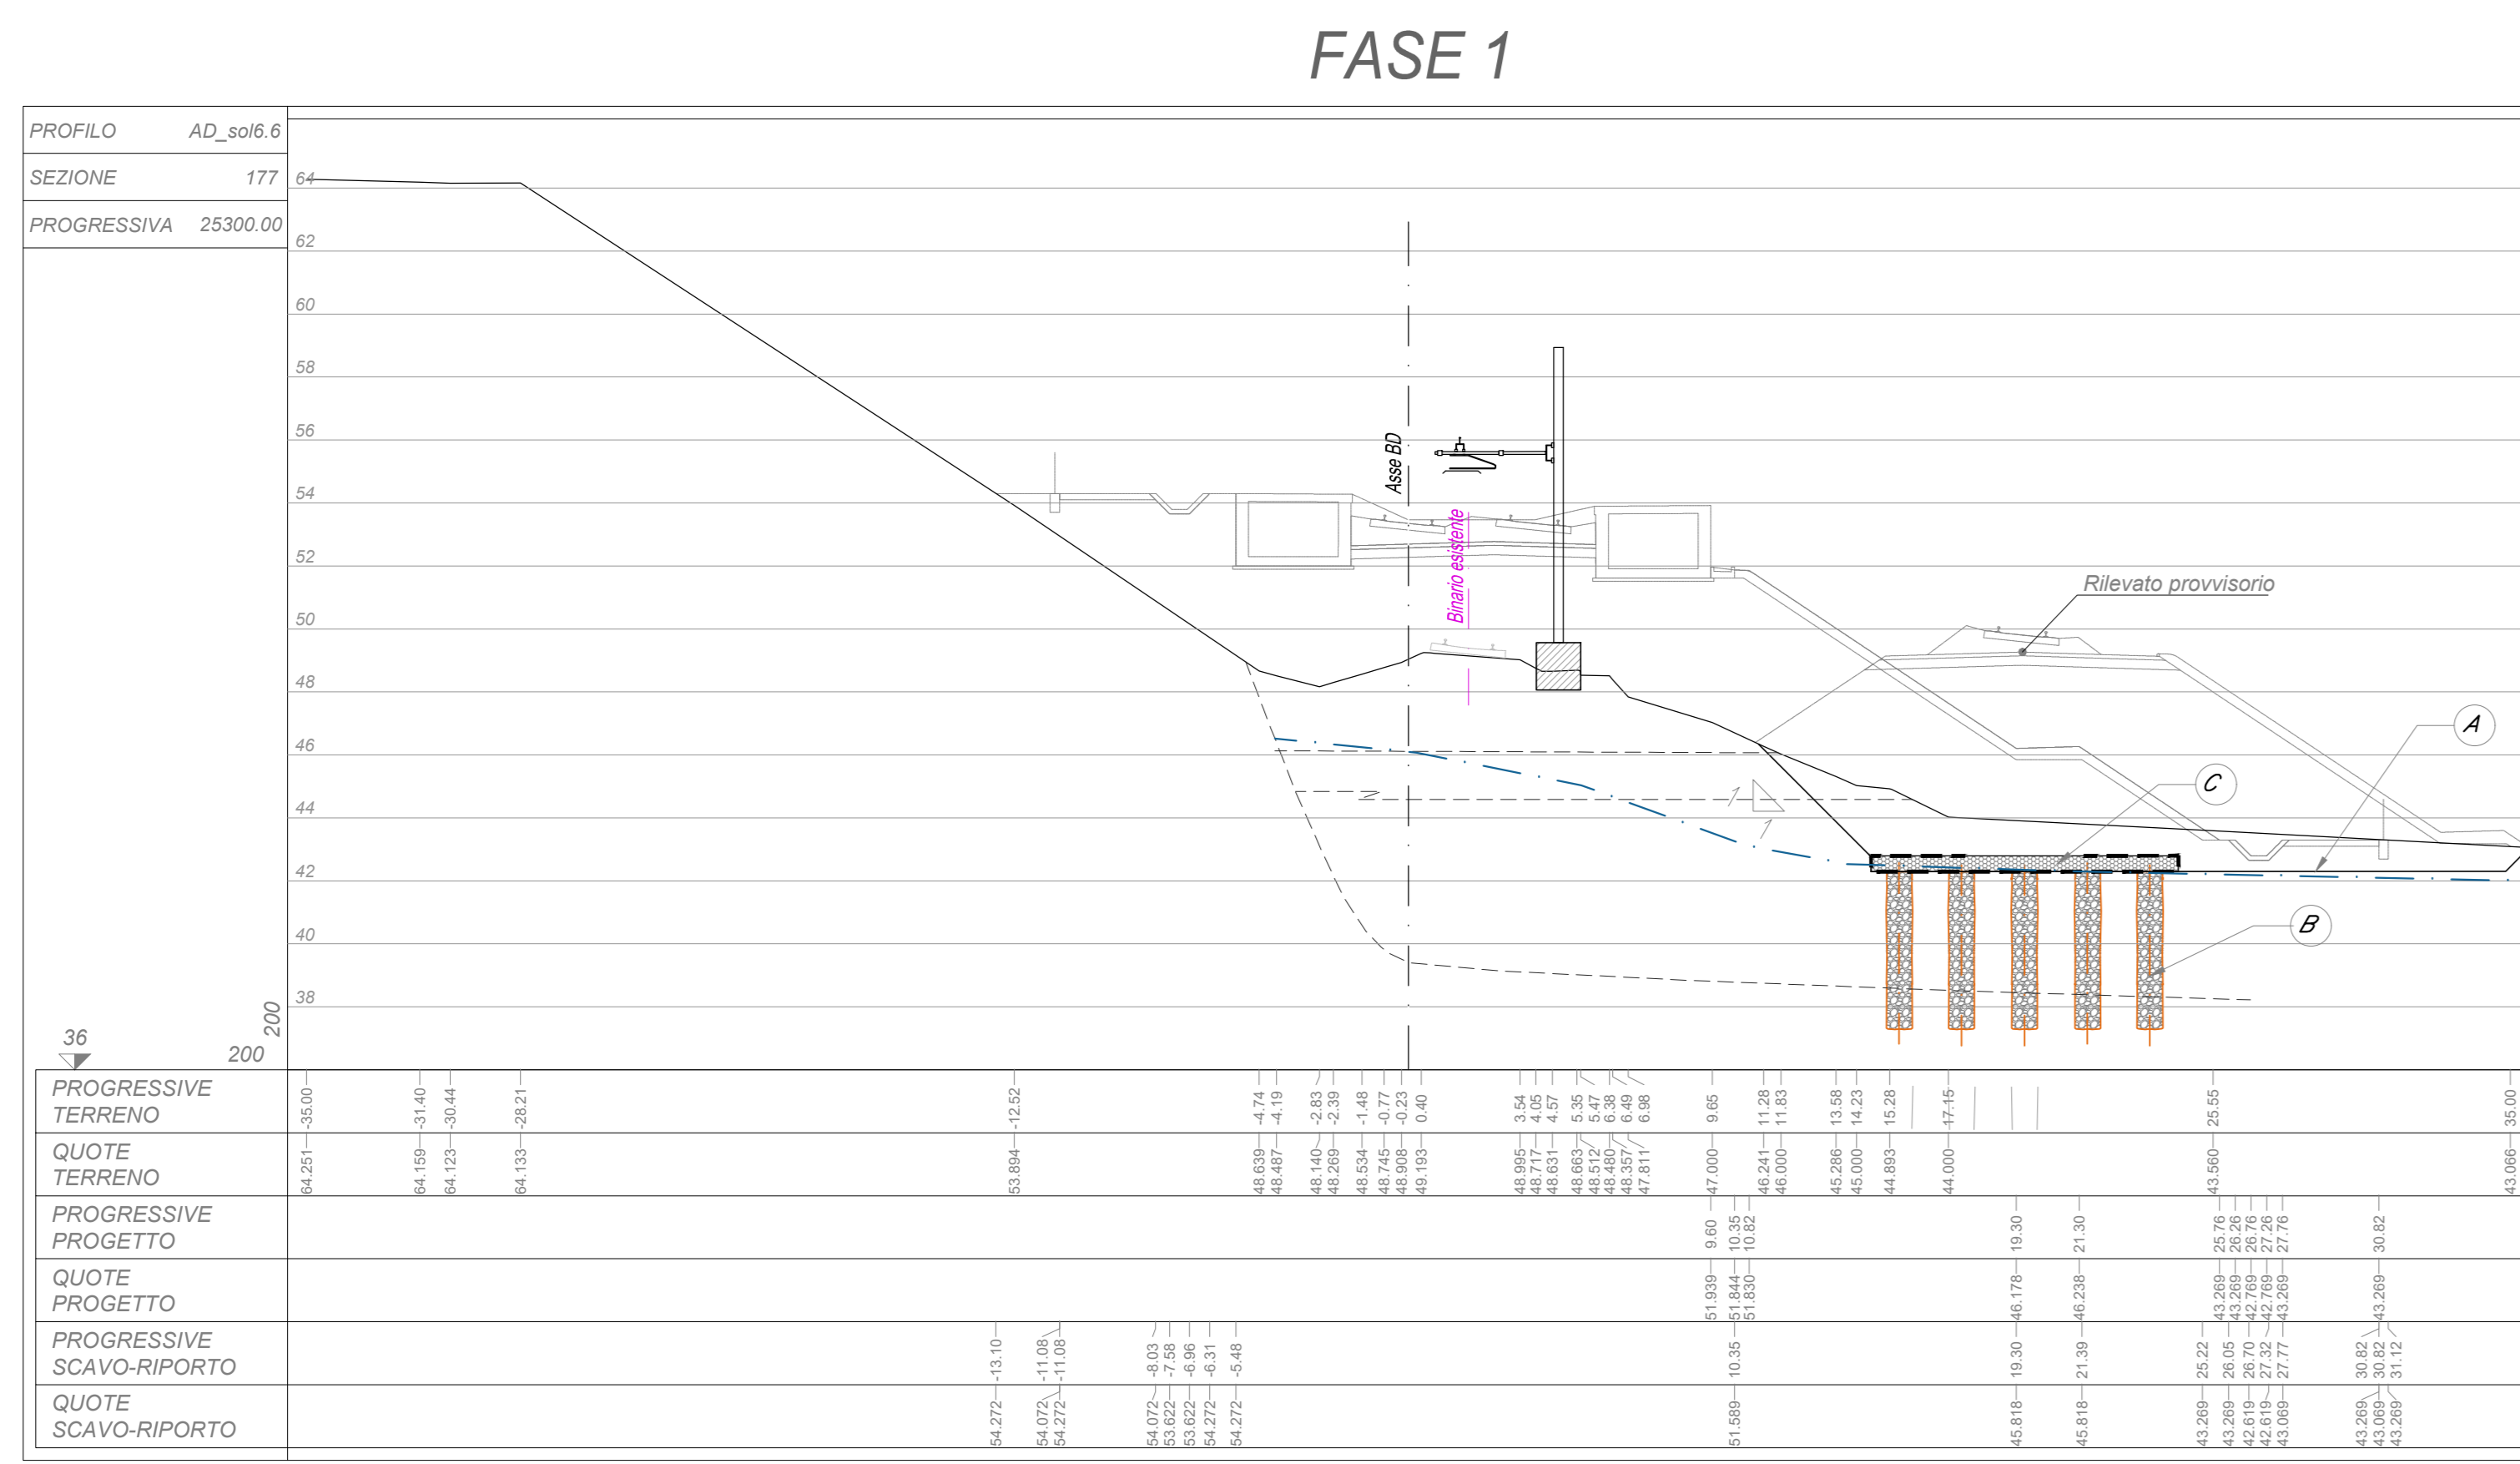 FASE 1
PROFILO AD_sol6.6
SEZIONE 177
PROGRESSIVA 25300.00
64
62
60
58
56
54
52
50
48
46
44
42
40
38
Asse BD
Binario esistente
Rilevato provvisorio
A
C
B
36
200
200
PROGRESSIVE
TERRENO
-35.00 -31.40 -30.44 -28.21 -12.52 -4.74 -4.19 -2.83 -2.39 -1.48 -0.77 -0.23 0.40 3.54 4.05 4.57 5.35 5.47 6.38 6.49 6.98 9.65 11.28 11.83 13.58 14.23 15.28 17.15 25.55 35.00
QUOTE
TERRENO
64.251 64.159 64.123 64.133 53.894 48.639 48.487 48.140 48.269 48.534 48.745 48.908 49.193 48.995 48.717 48.631 48.663 48.512 48.480 48.357 47.811 47.000 46.241 46.000 45.286 45.000 44.893 44.000 43.560 43.066
PROGRESSIVE
PROGETTO
9.60 10.35 10.82 19.30 21.30 25.76 26.26 26.76 27.26 27.76 30.82
QUOTE
PROGETTO
51.939 51.844 51.830 46.178 46.238 43.269 43.269 42.769 42.769 43.269 43.269
PROGRESSIVE
SCAVO-RIPORTO
-13.10 -11.08 -11.08 -8.03 -7.58 -6.96 -6.31 -5.48 10.35 19.30 21.39 25.22 26.05 26.70 27.32 27.77 30.82 30.82 31.12
QUOTE
SCAVO-RIPORTO
54.272 54.072 54.272 54.072 53.622 53.622 54.272 54.272 51.589 45.818 45.818 43.269 43.269 42.619 42.619 43.069 43.269 43.069 43.269